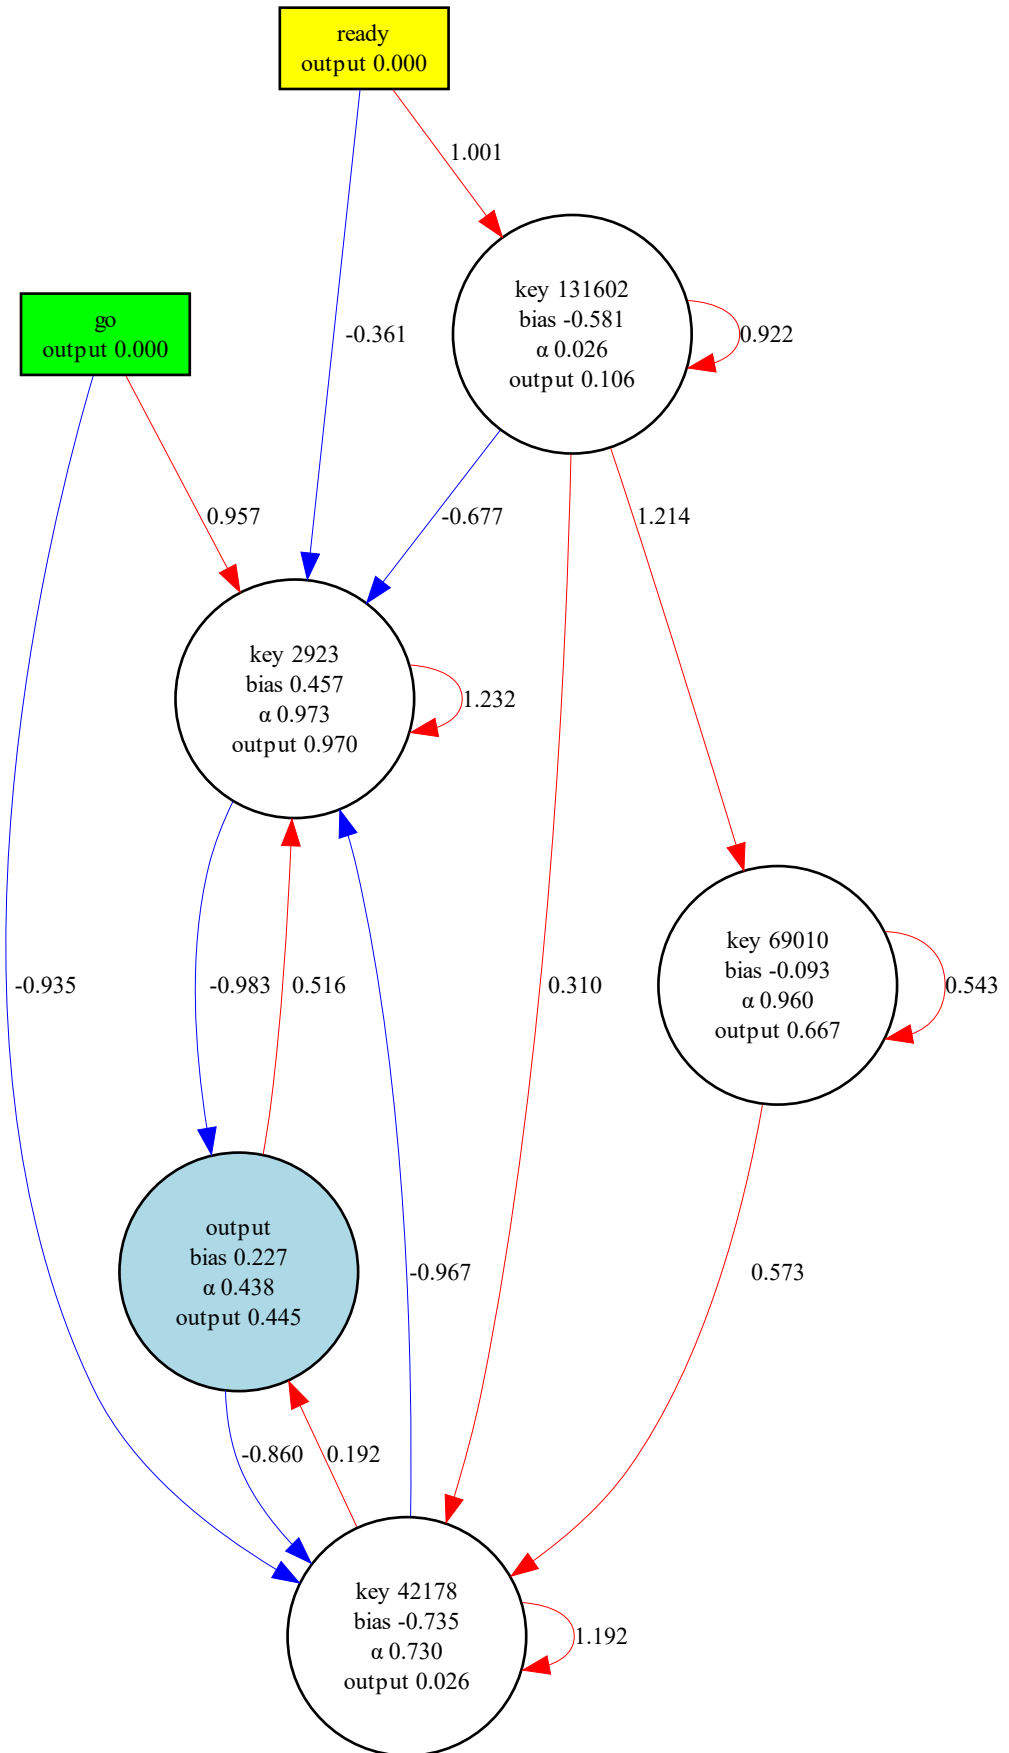 ready
output 0.000
1.001
key 131602
bias -0.581
α 0.026
output 0.106
0.922
go
output 0.000
-0.361
0.957
-0.677
1.214
key 2923
bias 0.457
α 0.973
output 0.970
1.232
key 69010
bias -0.093
α 0.960
output 0.667
0.543
-0.935
-0.983
0.516
0.310
output
bias 0.227
α 0.438
output 0.445
-0.967
0.573
-0.860
0.192
key 42178
bias -0.735
α 0.730
output 0.026
1.192